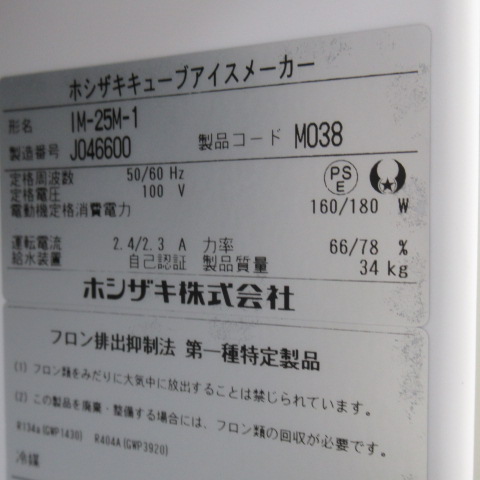 ホシザキキューブアイスメーカー
形名 IM-25M-1
製造番号 J046600 製品コード M038
定格周波数 50/60 Hz
定格電圧 100 V
PS E
電動機定格消費電力 160/180 W
運転電流 2.4/2.3 A 力率 66/78 %
給水装置 自己認証 製品質量 34 kg
ホシザキ株式会社
フロン排出抑制法 第一種特定製品
(1) フロン類をみだりに大気中に放出することは禁じられています。
(2) この製品を廃棄・整備する場合には、フロン類の回収が必要です。
R134a(GWP1430) R404A(GWP3920)
冷媒